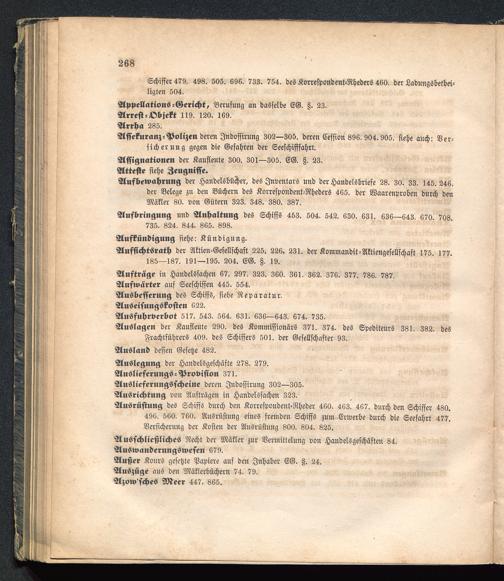 268
Schiffer 479. 498. 505. 696. 733. 754. des Korrespondent-Rheders 460. der Ladungsbethei-
ligten 504.
Appellations-Gericht, Berufung an dasselbe EG. §. 23.
Arrest-Objekt 119. 120. 169.
Arrha 285.
Assekuranz-Polizen deren Indossirung 302—305. deren Cession 896. 904. 905. siehe auch: Ver-
sicherung gegen die Gefahren der Seeschifffahrt.
Assignationen der Kaufleute 300. 301—305. EG. §. 23.
Atteste siehe Zeugnisse.
Aufbewahrung der Handelsbücher, des Inventars und der Handelsbriefe 28. 30. 33. 145. 246.
der Belege zu den Büchern des Korrespondent-Rheders 465. der Waarenproben durch den
Mäkler 80. von Gütern 323. 348. 380. 387.
Aufbringung und Anhaltung des Schiffs 453. 504. 542. 630. 631. 636—643. 670. 708.
735. 824. 844. 865. 898.
Aufkündigung siehe: Kündigung.
Aufsichtsrath der Aktien-Gesellschaft 225. 226. 231. der Kommandit-Aktiengesellschaft 175. 177.
185—187. 191—195. 204. EG. §. 19.
Aufträge in Handelssachen 67. 297. 323. 360. 361. 362. 376. 377. 786. 787.
Aufwärter auf Seeschiffen 445. 554.
Ausbesserung des Schiffs, siehe Reparatur.
Auseisungskosten 622.
Ausfuhrverbot 517. 543. 564. 631. 636—643. 674. 735.
Auslagen der Kaufleute 290. des Kommissionärs 371. 374. des Spediteurs 381. 382. des
Frachtführers 409. des Schiffers 501. der Gesellschafter 93.
Ausland dessen Gesetze 482.
Auslegung der Handelsgeschäfte 278. 279.
Auslieferungs-Provision 371.
Auslieferungsscheine deren Indossirung 302—305.
Ausrichtung von Aufträgen in Handelssachen 323.
Ausrüstung des Schiffs durch den Korrespondent-Rheder 460. 463. 467. durch den Schiffer 480.
496. 560. 760. Ausrüstung eines fremden Schiffs zum Erwerbe durch die Seefahrt 477.
Versicherung der Kosten der Ausrüstung 800. 804. 825.
Ausschließliches Recht der Mäkler zur Vermittelung von Handelsgeschäften 84.
Auswanderungswesen 679.
Außer Kours gesetzte Papiere auf den Inhaber EG. §. 24.
Auszüge aus den Mäklerbüchern 74. 79.
Azow'sches Meer 447. 865.